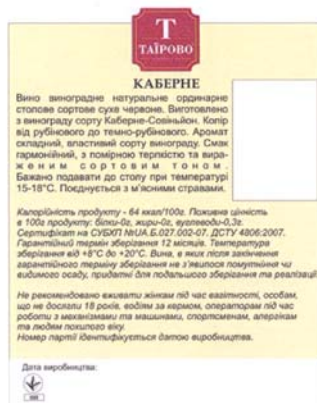 Т
ТАЇРОВО
КАБЕРНЕ
Вино виноградне натуральне ординарне
столове сортове сухе червоне. Виготовлено
з винограду сорту Каберне-Совіньйон. Колір
від рубінового до темно-рубінового. Аромат
складний, властивий сорту винограду. Смак
гармонійний, з помірною терпкістю та вира-
женим сортовим тоном.
Бажано подавати до столу при температурі
15-18°С. Поєднується з м'ясними стравами.
Калорійність продукту - 64 ккал/100г. Поживна цінність
в 100г продукту: білки-0г, жири-0г, вуглеводи-0,3г.
Сертифікат на СУБХП №UA.Б.027.002-07. ДСТУ 4806:2007.
Гарантійний термін зберігання 12 місяців. Температура
зберігання від +8°С до +20°С. Вина, в яких після закінчення
гарантійного терміну зберігання не з'явилося помутніння чи
видимого осаду, придатні для подальшого зберігання та реалізації
Не рекомендовано вживати жінкам під час вагітності, особам,
що не досягли 18 років, водіям за кермом, операторам під час
роботи з механізмами та машинами, спортсменам, алергікам
та людям похилого віку.
Номер партії ідентифікується датою виробництва.
Дата виробництва: